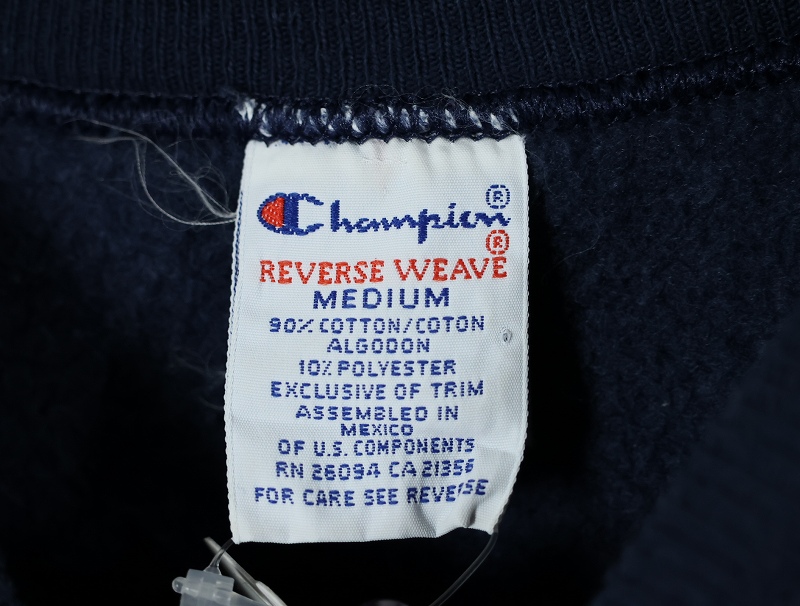 Champion®
®
REVERSE WEAVE
MEDIUM
90% COTTON/COTON
ALGODON
10% POLYESTER
EXCLUSIVE OF TRIM
ASSEMBLED IN
MEXICO
OF U.S. COMPONENTS
RN 26094 CA 21356
FOR CARE SEE REVERSE